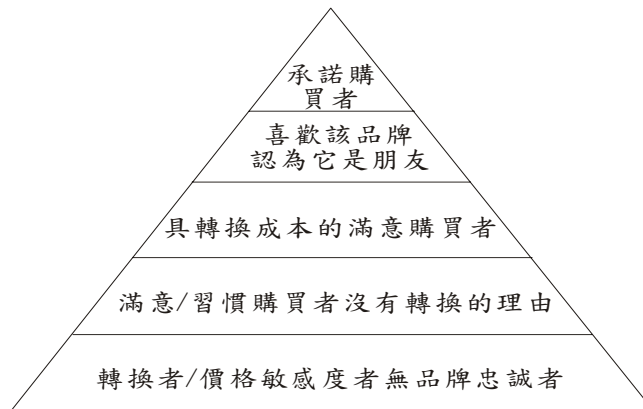 承諾購
買者
喜歡該品牌
認為它是朋友
具轉換成本的滿意購買者
滿意/習慣購買者沒有轉換的理由
轉換者/價格敏感度者無品牌忠誠者